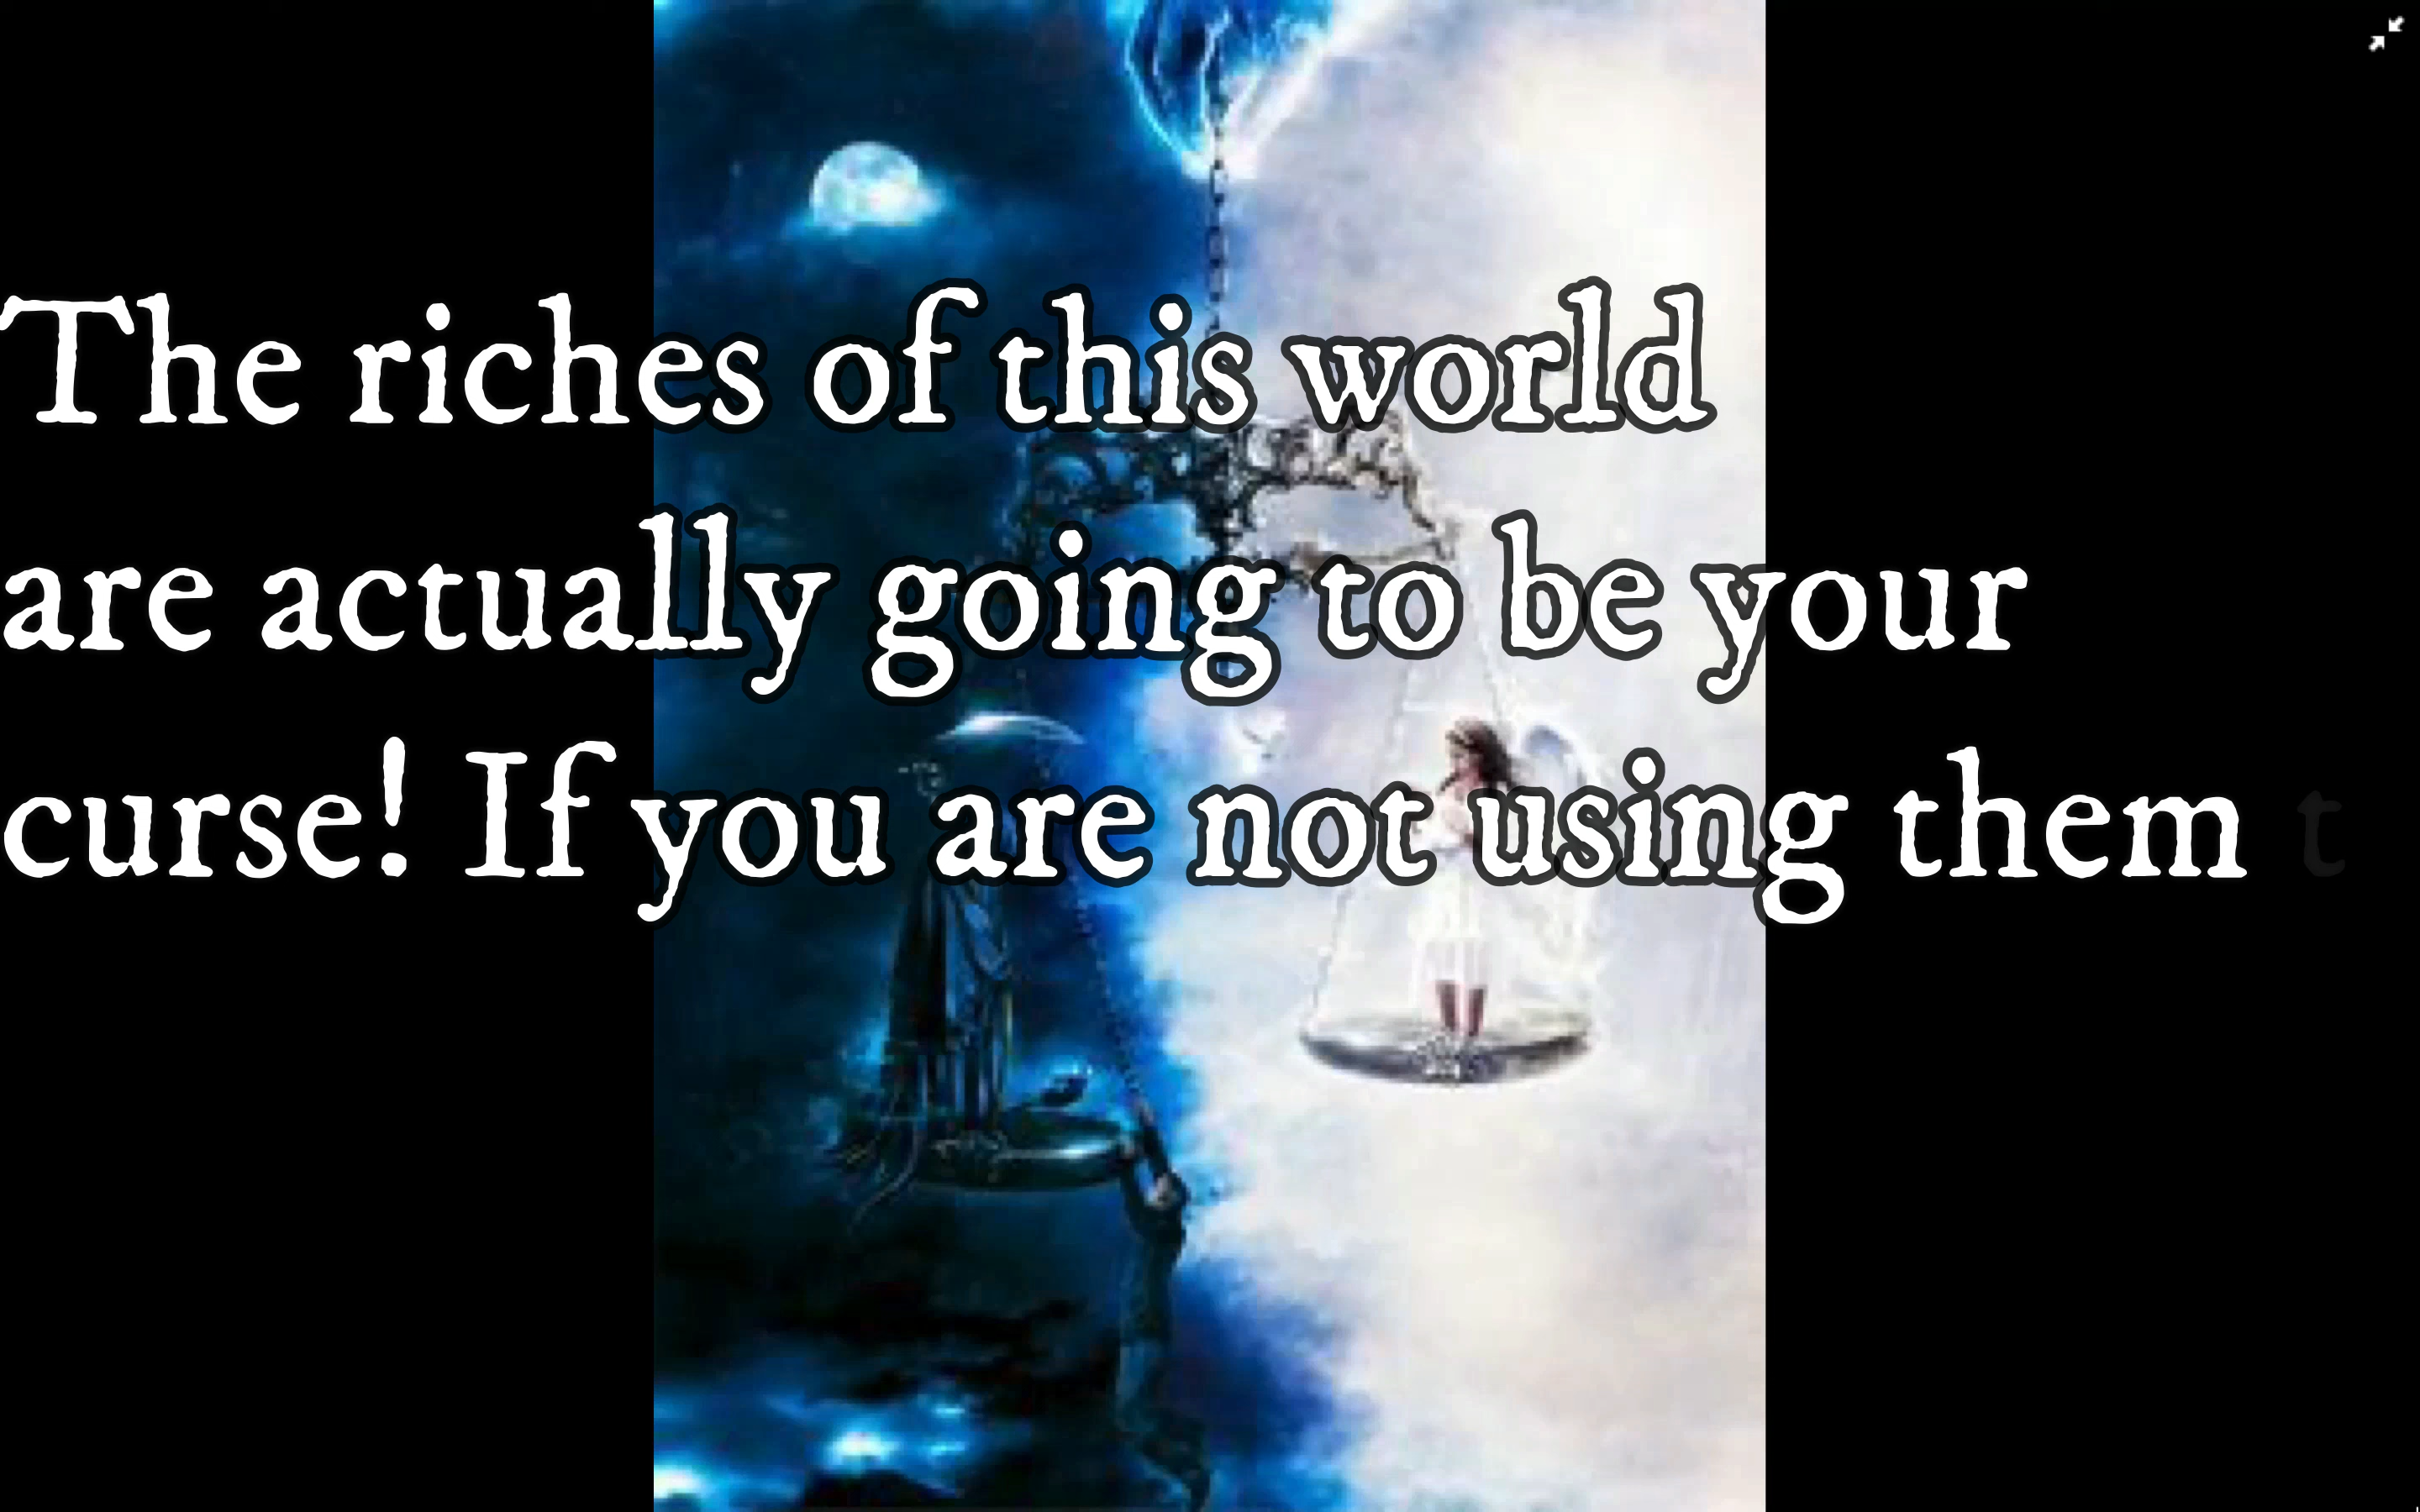 The riches of this world
are actually going to be your
curse! If you are not using them t